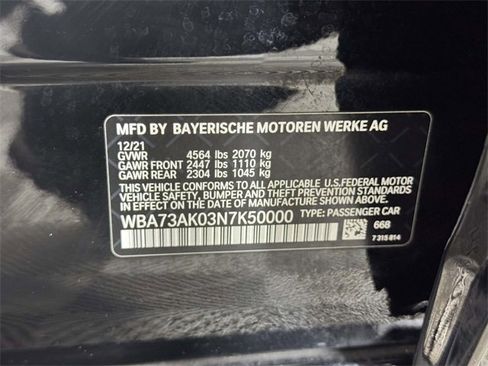 MFD BY BAYERISCHE MOTOREN WERKE AG
12/21
GVWR 4564 lbs 2070 kg
GAWR FRONT 2447 lbs 1110 kg
GAWR REAR 2304 lbs 1045 kg
THIS VEHICLE CONFORMS TO ALL APPLICABLE U.S. FEDERAL MOTOR
VEHICLE SAFETY, BUMPER, AND THEFT PREVENTION STANDARDS
IN EFFECT ON THE DATE OF MANUFACTURE SHOWN ABOVE.
WBA73AK03N7K50000 TYPE: PASSENGER CAR
668
7 315 814